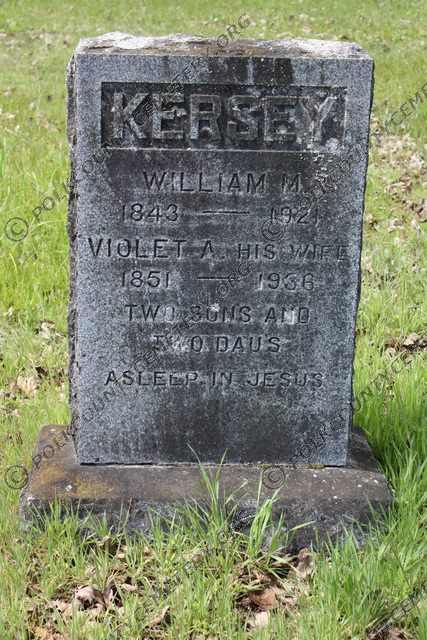 KERSEY
WILLIAM M.
1843 — 1921
VIOLET A. HIS WIFE
1851 — 1936
TWO SONS AND
TWO DAUS
ASLEEP IN JESUS